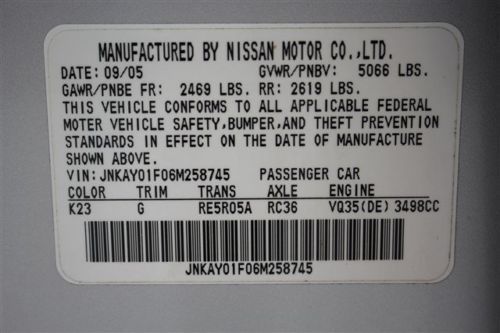 MANUFACTURED BY NISSAN MOTOR CO.,LTD.
DATE: 09/05 GVWR/PNBV: 5066 LBS.
GAWR/PNBE FR: 2469 LBS. RR: 2619 LBS.
THIS VEHICLE CONFORMS TO ALL APPLICABLE FEDERAL
MOTER VEHICLE SAFETY,BUMPER,AND THEFT PREVENTION
STANDARDS IN EFFECT ON THE DATE OF MANUFACTURE
SHOWN ABOVE.
VIN: JNKAY01F06M258745 PASSENGER CAR
COLOR TRIM TRANS AXLE ENGINE
K23 G RE5R05A RC36 VQ35(DE) 3498CC
JNKAY01F06M258745